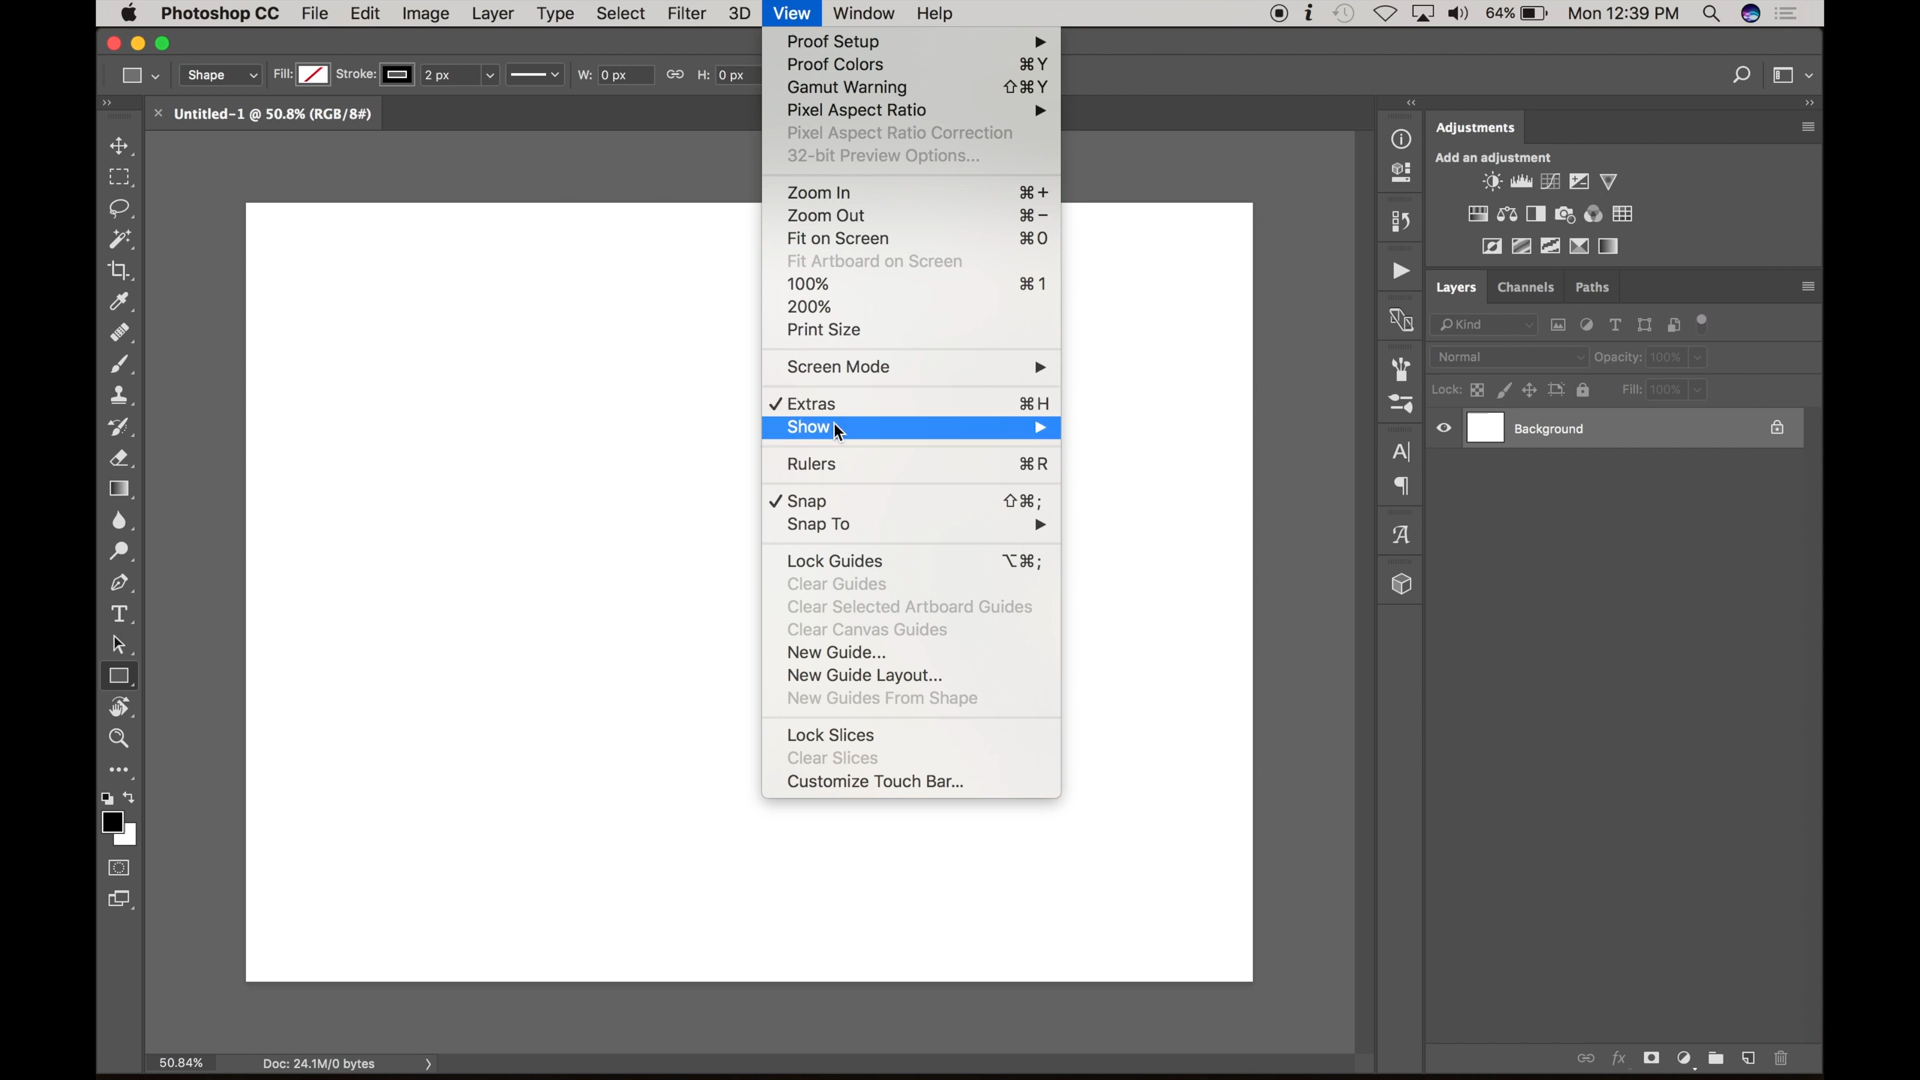 Photoshop CC File Edit Image Layer Type Select Filter 3D View Window Help 64% Mon 12:39 PM
Shape Fill: Stroke: 2 px W: 0 px H: 0 px
Untitled-1 @ 50.8% (RGB/8#)
Proof Setup
Proof Colors ⌘Y
Gamut Warning ⇧⌘Y
Pixel Aspect Ratio
Pixel Aspect Ratio Correction
32-bit Preview Options...
Zoom In ⌘+
Zoom Out ⌘−
Fit on Screen ⌘0
Fit Artboard on Screen
100% ⌘1
200%
Print Size
Screen Mode
✓ Extras ⌘H
Show
Rulers ⌘R
✓ Snap ⇧⌘;
Snap To
Lock Guides ⌥⌘;
Clear Guides
Clear Selected Artboard Guides
Clear Canvas Guides
New Guide...
New Guide Layout...
New Guides From Shape
Lock Slices
Clear Slices
Customize Touch Bar...
Adjustments
Add an adjustment
Layers Channels Paths
Kind
Normal Opacity: 100%
Lock: Fill: 100%
Background
fx
50.84% Doc: 24.1M/0 bytes